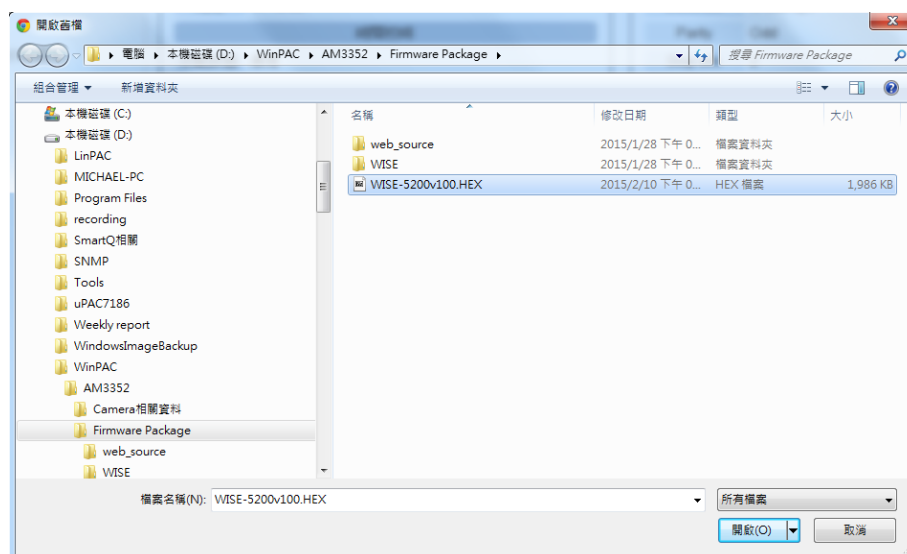 開啟舊檔
電腦 ▸ 本機磁碟 (D:) ▸ WinPAC ▸ AM3352 ▸ Firmware Package ▸
搜尋 Firmware Package
組合管理 ▼ 新增資料夾
本機磁碟 (C:)
本機磁碟 (D:)
LinPAC
MICHAEL-PC
Program Files
recording
SmartQ相關
SNMP
Tools
uPAC7186
Weekly report
WindowsImageBackup
WinPAC
AM3352
Camera相關資料
Firmware Package
web_source
WISE
名稱 修改日期 類型 大小
web_source 2015/1/28 下午 0... 檔案資料夾
WISE 2015/1/28 下午 0... 檔案資料夾
WISE-5200v100.HEX 2015/2/10 下午 0... HEX 檔案 1,986 KB
檔案名稱(N): WISE-5200v100.HEX 所有檔案
開啟(O) 取消